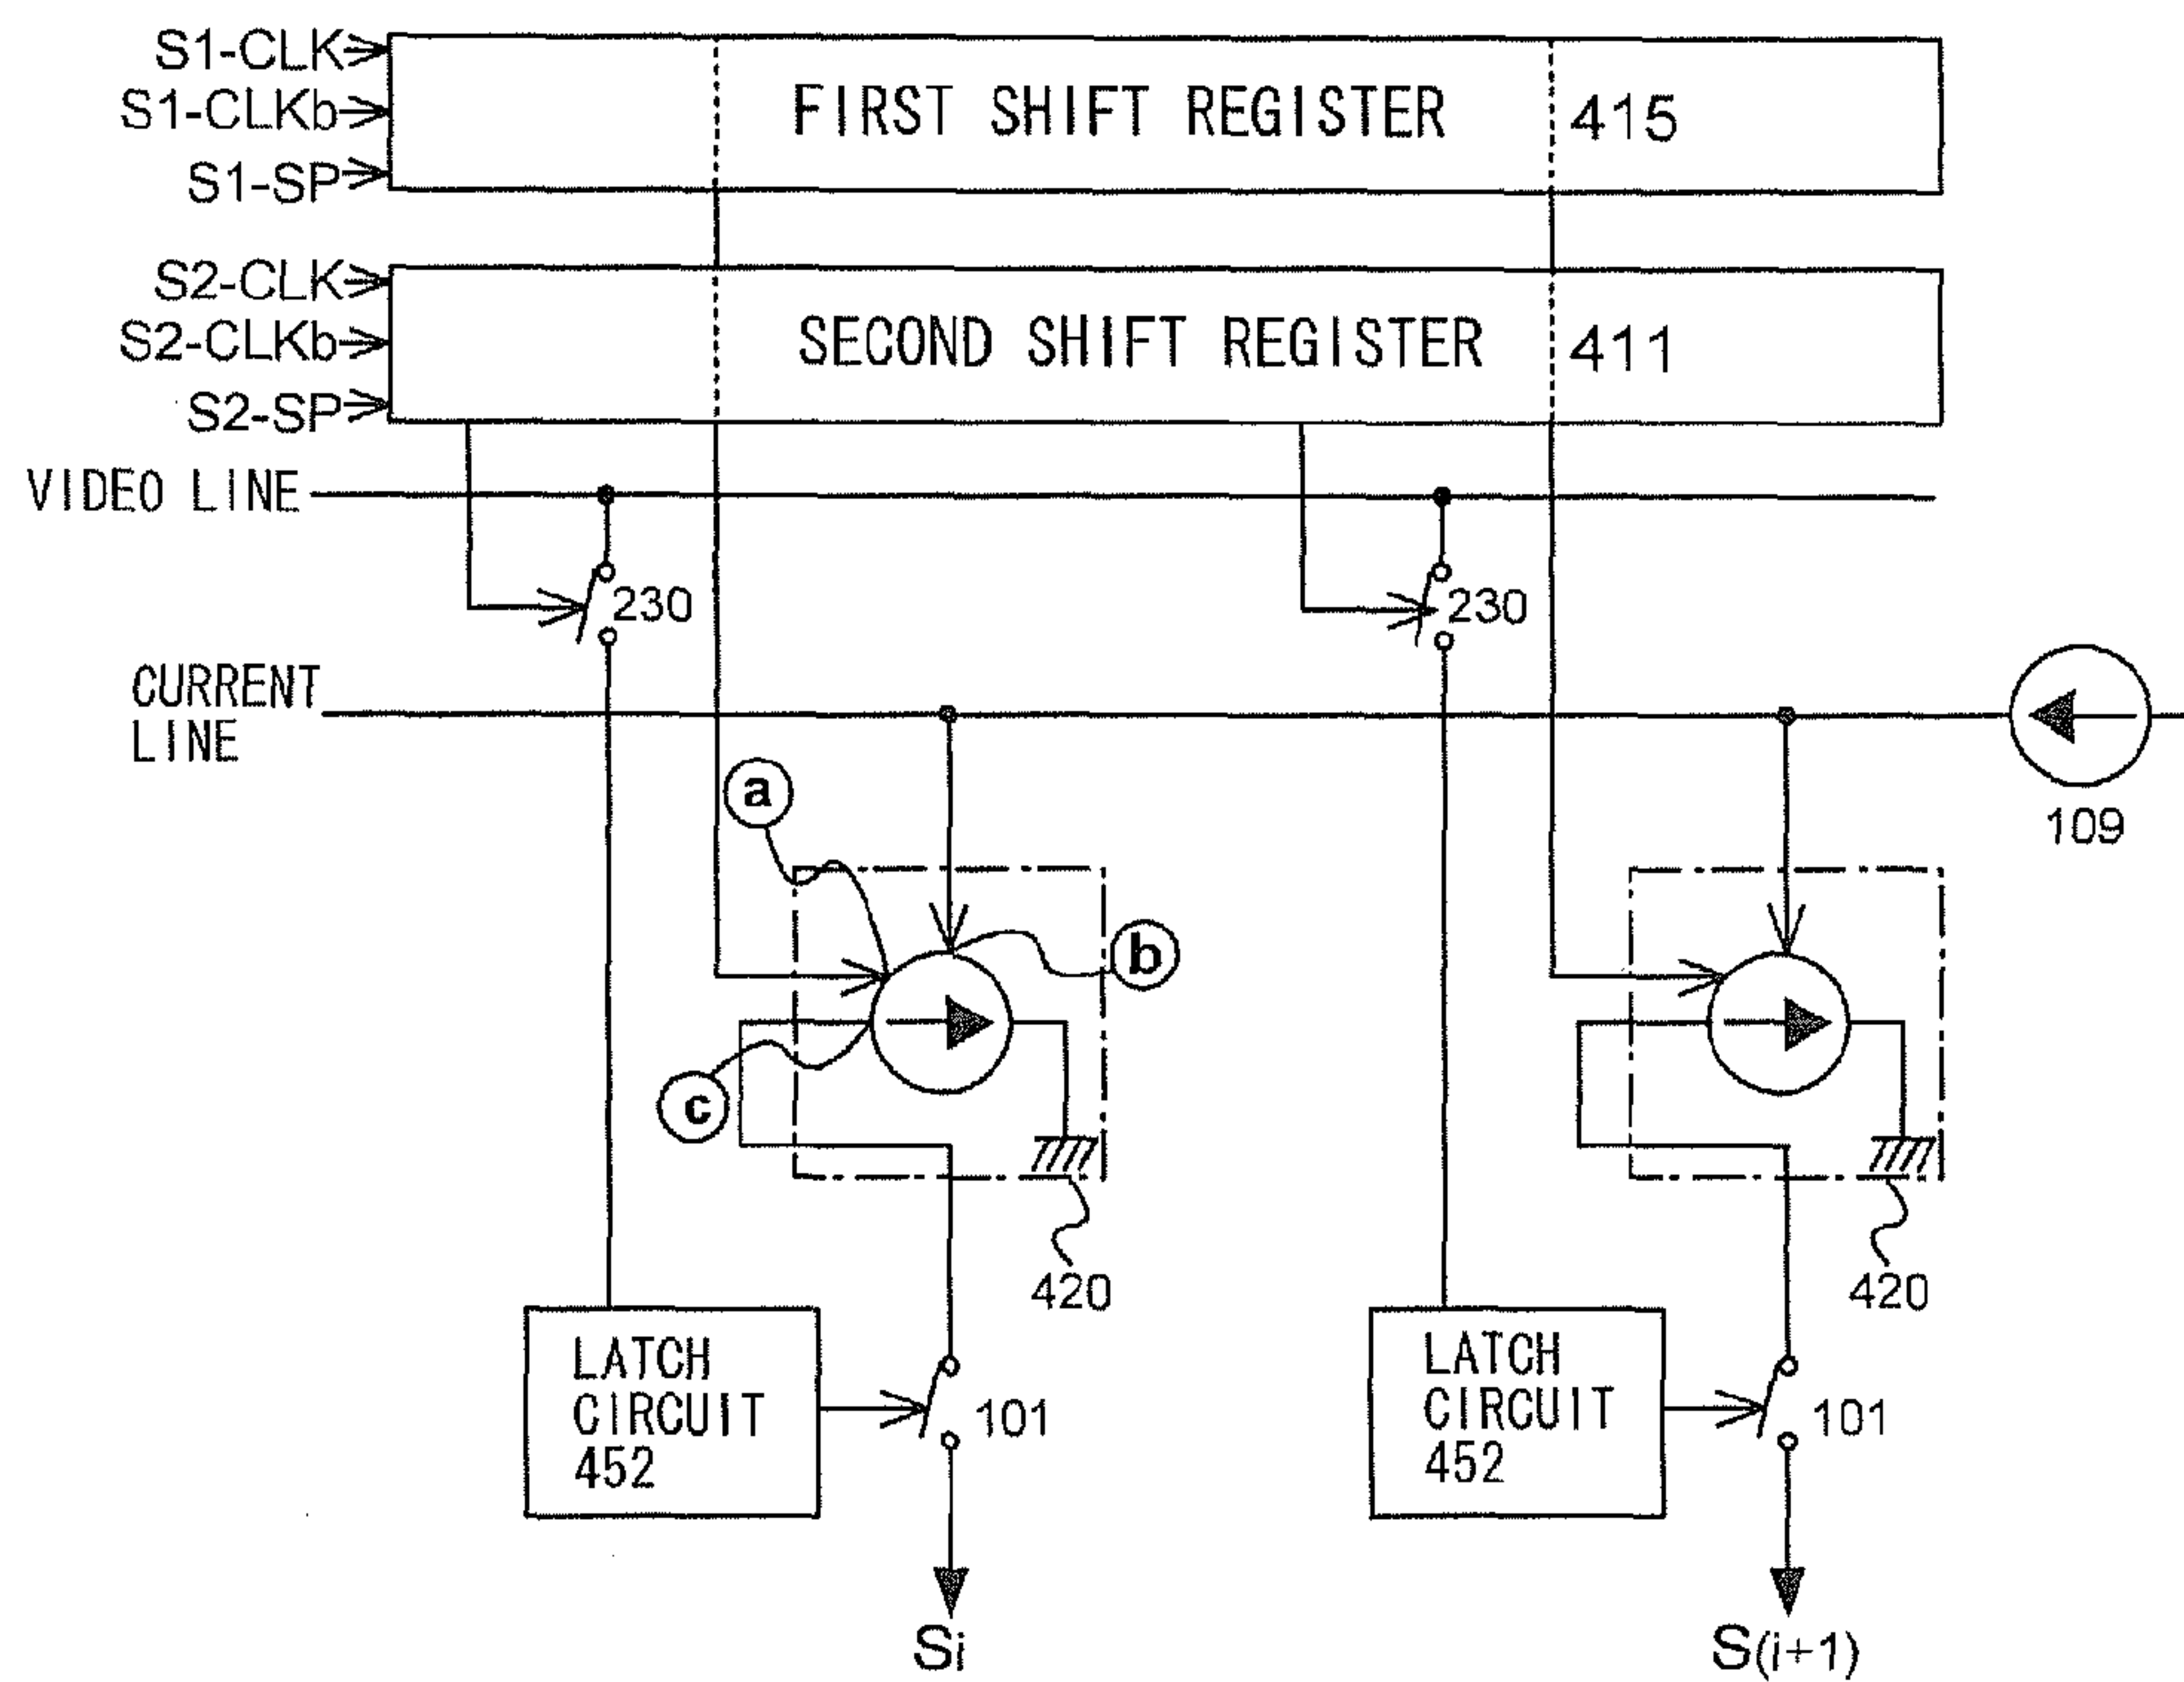 S1-CLK
S1-CLKb
S1-SP
FIRST SHIFT REGISTER 415
S2-CLK
S2-CLKb
S2-SP
SECOND SHIFT REGISTER 411
VIDEO LINE
230
230
CURRENT
LINE
109
a
b
c
420
420
LATCH
CIRCUIT
452
101
LATCH
CIRCUIT
452
101
Si
S(i+1)